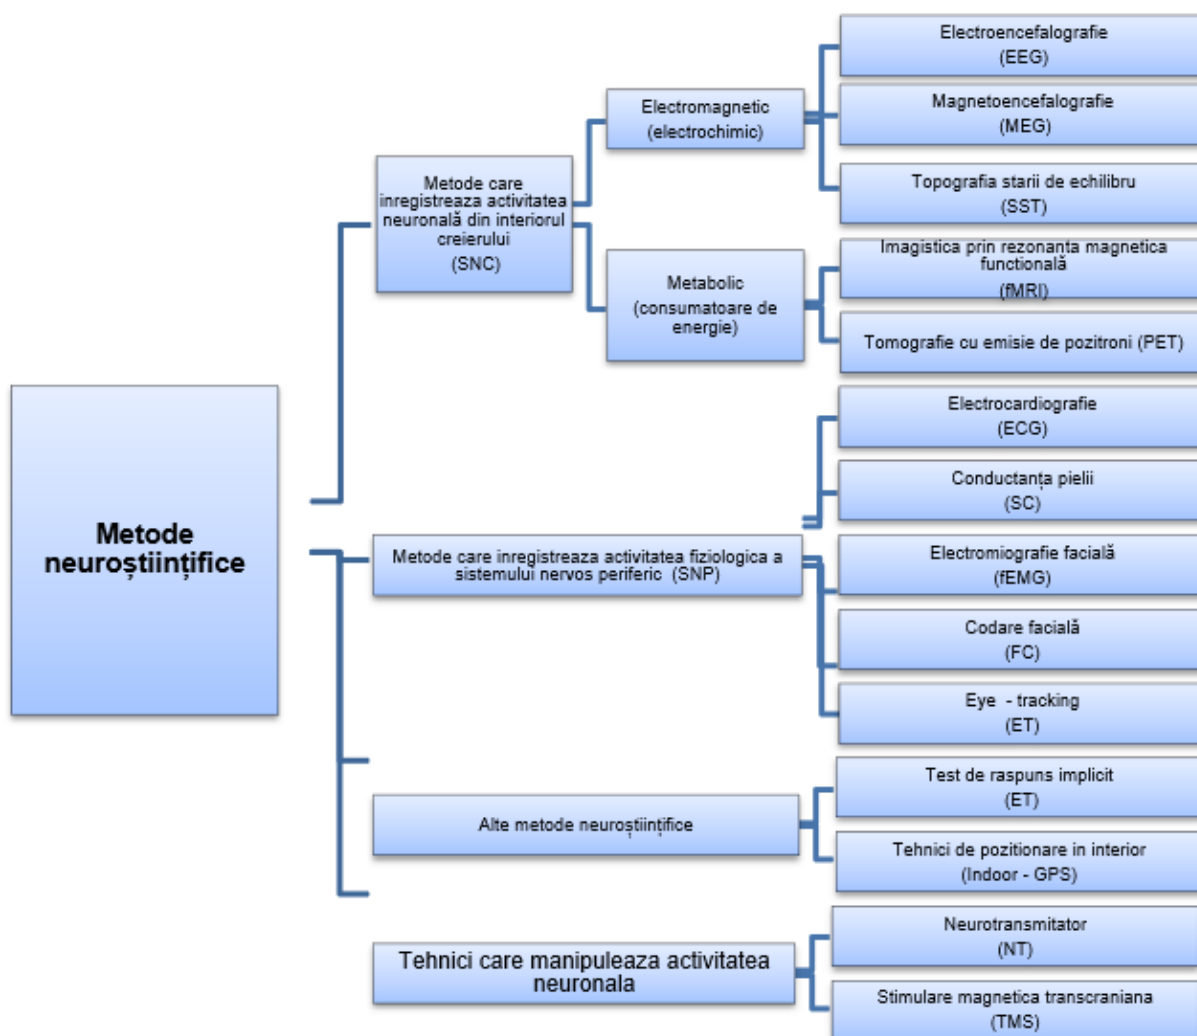 Metode
neuroștiințifice
Metode care
inregistreaza activitatea
neuronală din interiorul
creierului
(SNC)
Electromagnetic
(electrochimic)
Electroencefalografie
(EEG)
Magnetoencefalografie
(MEG)
Topografia starii de echilibru
(SST)
Metabolic
(consumatoare de
energie)
Imagistica prin rezonanta magnetica
functională
(fMRI)
Tomografie cu emisie de pozitroni (PET)
Metode care inregistreaza activitatea fiziologica a
sistemului nervos periferic (SNP)
Electrocardiografie
(ECG)
Conductanța pielii
(SC)
Electromiografie facială
(fEMG)
Codare facială
(FC)
Eye - tracking
(ET)
Alte metode neuroștiințifice
Test de raspuns implicit
(ET)
Tehnici de pozitionare in interior
(Indoor - GPS)
Tehnici care manipuleaza activitatea
neuronala
Neurotransmitator
(NT)
Stimulare magnetica transcraniana
(TMS)